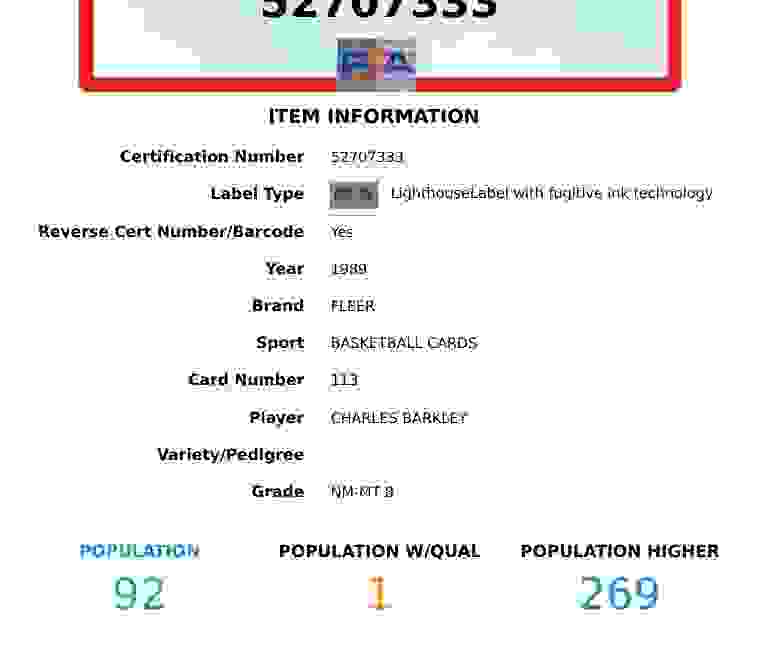 52707333
PSA
ITEM INFORMATION
Certification Number 52707333
Label Type LighthouseLabel with fugitive ink technology
Reverse Cert Number/Barcode Yes
Year 1989
Brand FLEER
Sport BASKETBALL CARDS
Card Number 113
Player CHARLES BARKLEY
Variety/Pedigree
Grade NM-MT 8
POPULATION POPULATION W/QUAL POPULATION HIGHER
92 1 269